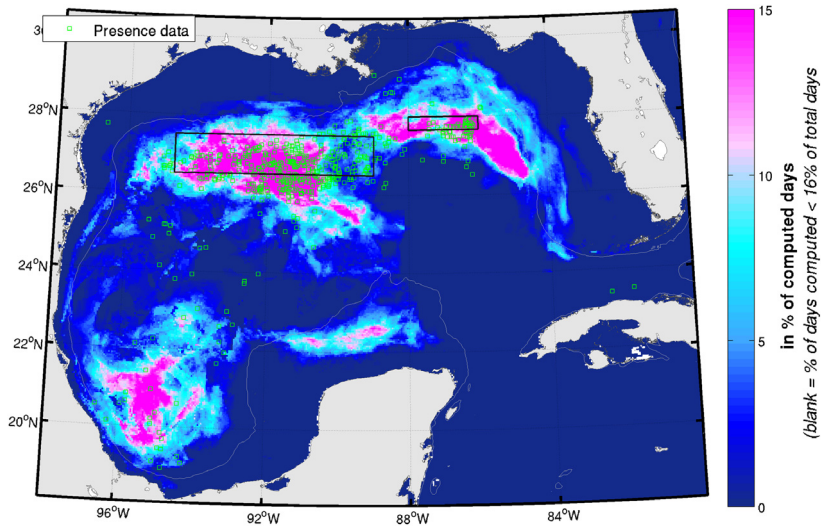 15
30
Presence data
28°N
26°N
24°N
22°N
20°N
96°W
92°W
88°W
84°W
10
5
0
in % of computed days
(blank = % of days computed < 16% of total days)